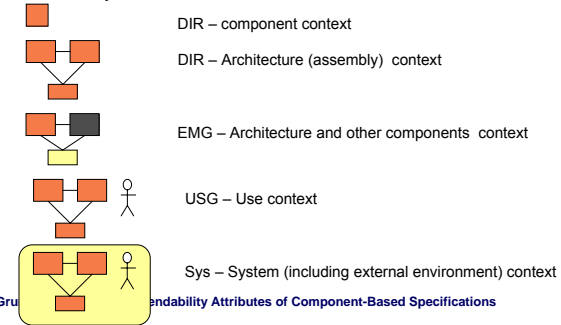 DIR – component context
DIR – Architecture (assembly) context
EMG – Architecture and other components context
USG – Use context
Sys – System (including external environment) context
Attributes of Component-Based Specifications